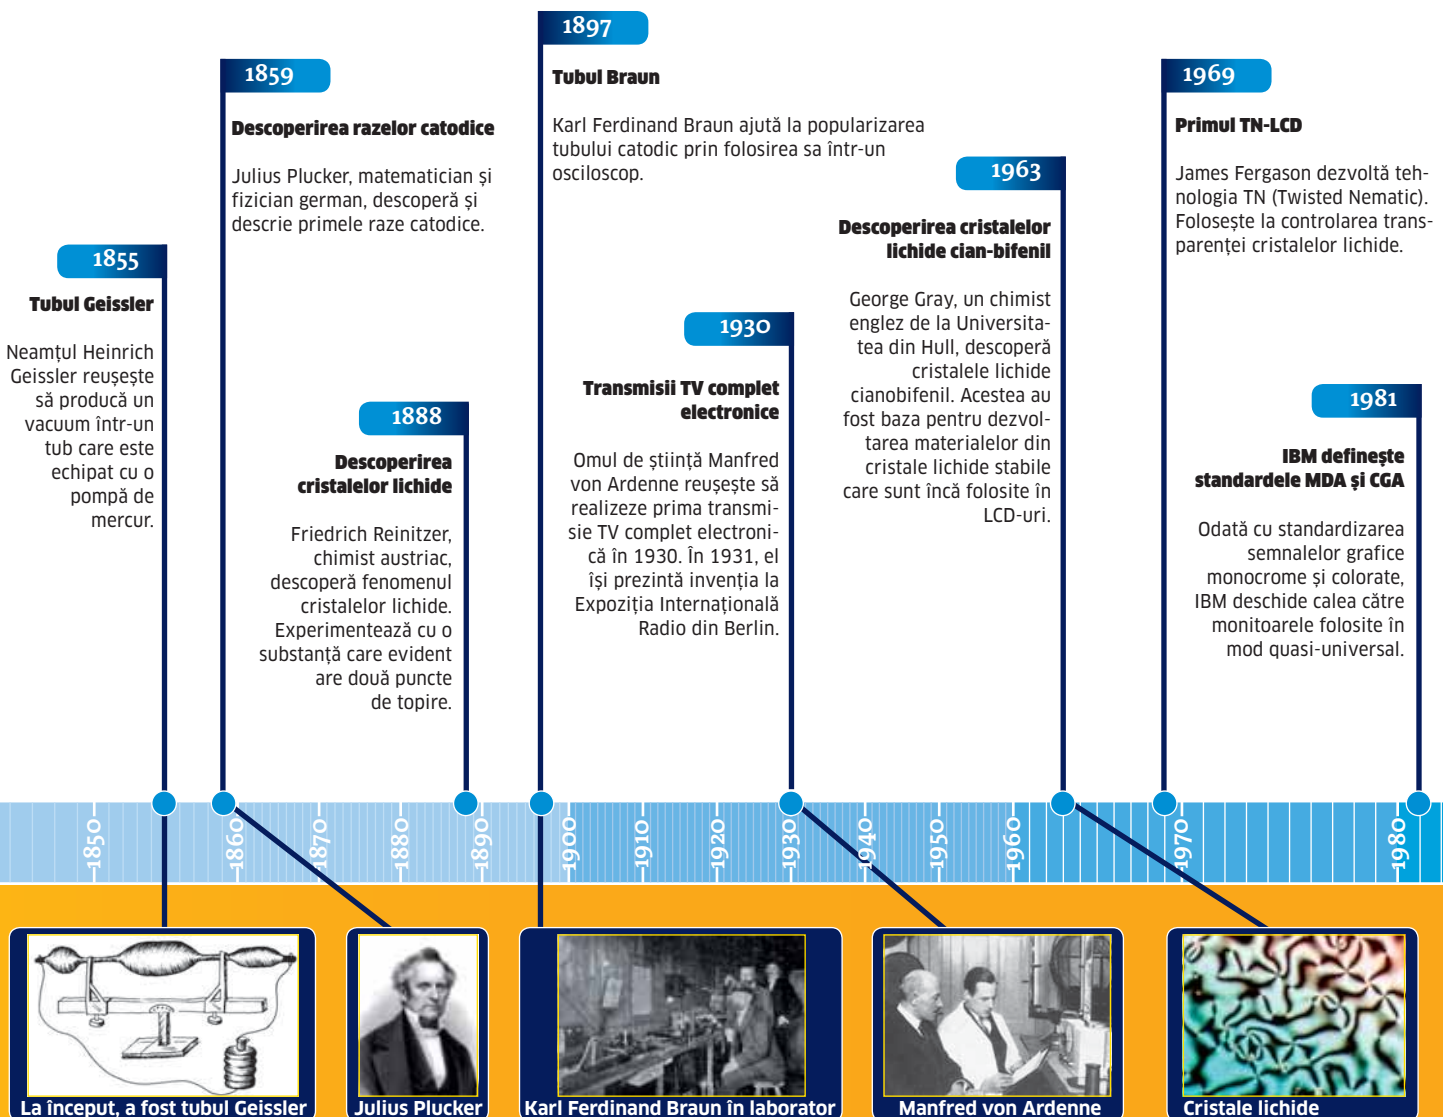 1855
Tubul Geissler
Neamțul Heinrich
Geissler reușește
să producă un
vacuum într-un
tub care este
echipat cu o
pompă de
mercur.
1859
Descoperirea razelor catodice
Julius Plucker, matematician și
fizician german, descoperă și
descrie primele raze catodice.
1888
Descoperirea
cristalelor lichide
Friedrich Reinitzer,
chimist austriac,
descoperă fenomenul
cristalelor lichide.
Experimentează cu o
substanță care evident
are două puncte
de topire.
1897
Tubul Braun
Karl Ferdinand Braun ajută la popularizarea
tubului catodic prin folosirea sa într-un
osciloscop.
1930
Transmisii TV complet
electronice
Omul de știință Manfred
von Ardenne reușește să
realizeze prima transmi-
sie TV complet electroni-
că în 1930. În 1931, el
își prezintă invenția la
Expoziția Internațională
Radio din Berlin.
1963
Descoperirea cristalelor
lichide cian-bifenil
George Gray, un chimist
englez de la Universita-
tea din Hull, descoperă
cristalele lichide
cianobifenil. Acestea au
fost baza pentru dezvol-
tarea materialelor din
cristale lichide stabile
care sunt încă folosite în
LCD-uri.
1969
Primul TN-LCD
James Fergason dezvoltă teh-
nologia TN (Twisted Nematic).
Folosește la controlarea trans-
parenței cristalelor lichide.
1981
IBM definește
standardele MDA și CGA
Odată cu standardizarea
semnalelor grafice
monocrome și colorate,
IBM deschide calea către
monitoarele folosite în
mod quasi-universal.
1850
1860
1870
1880
1890
1900
1910
1920
1930
1940
1950
1960
1970
1980
La început, a fost tubul Geissler
Julius Plucker
Karl Ferdinand Braun în laborator
Manfred von Ardenne
Cristale lichide